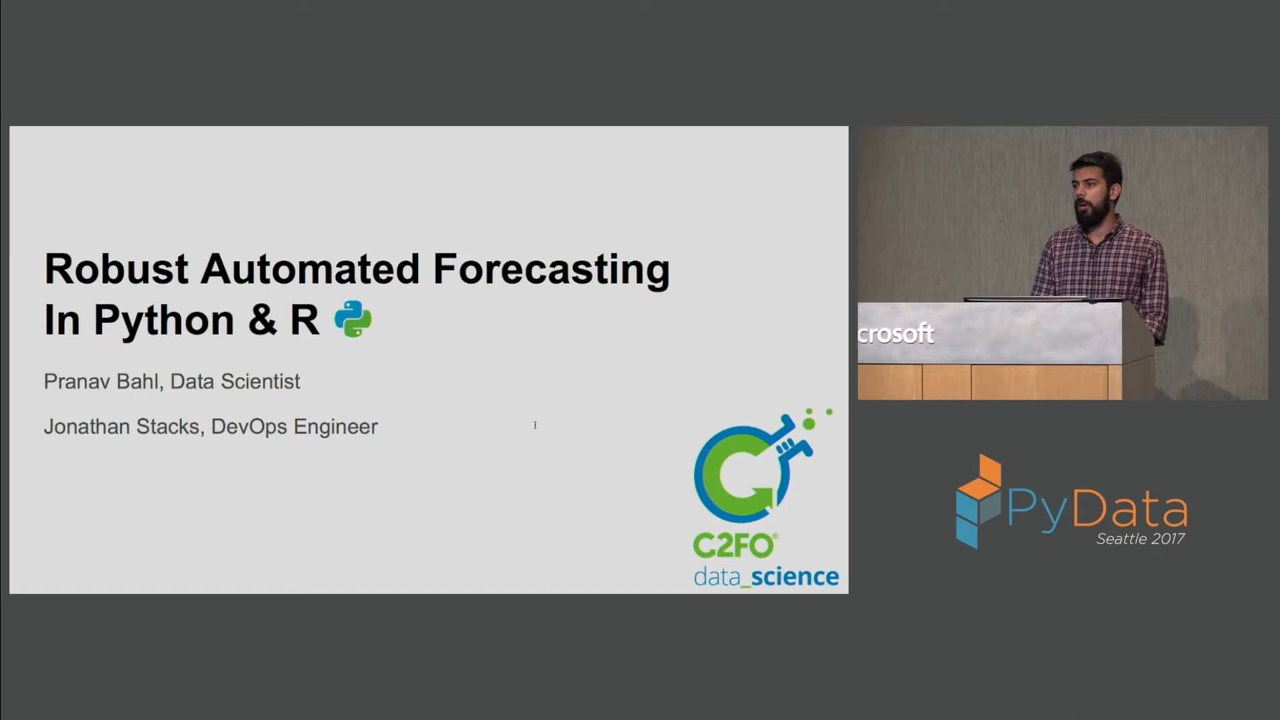 Robust Automated Forecasting
In Python & R
Pranav Bahl, Data Scientist
Jonathan Stacks, DevOps Engineer
C2FO®
data_science
crosoft
PyData
Seattle 2017